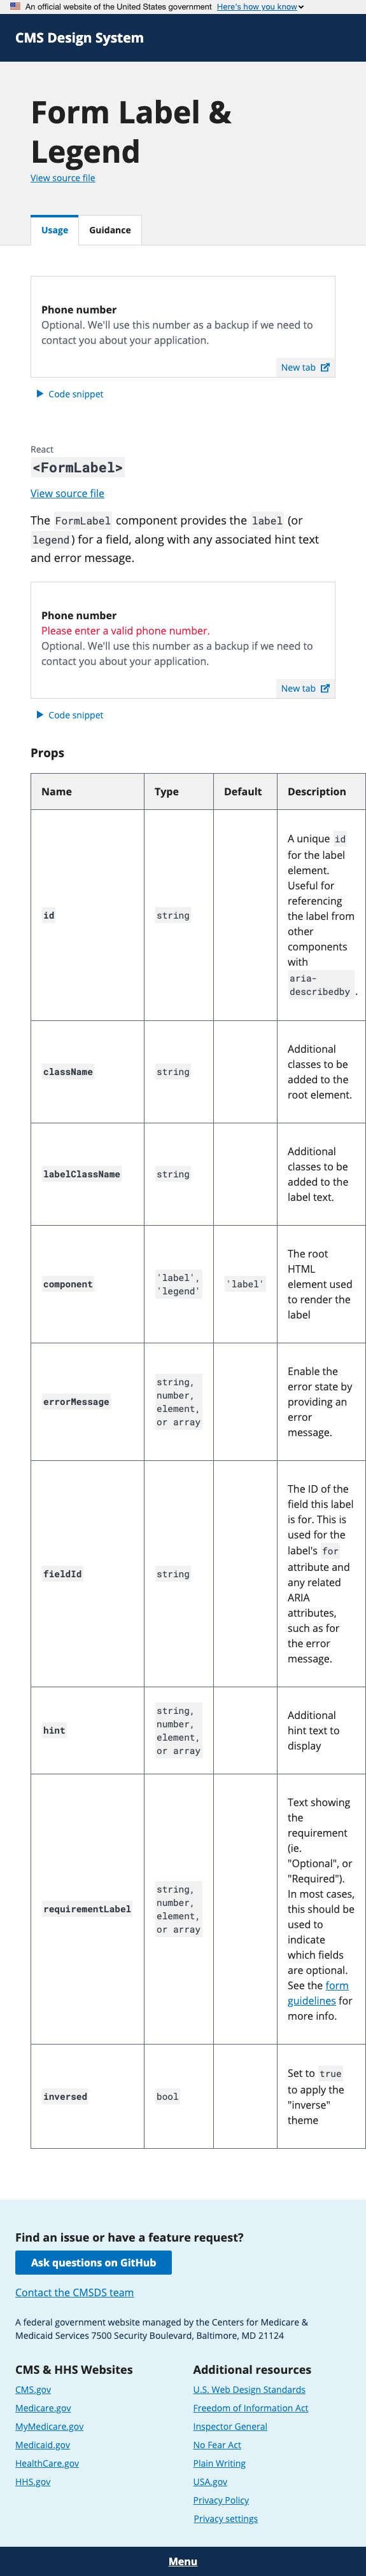 An official website of the United States government Here's how you know
CMS Design System
Form Label &
Legend
View source file
Usage Guidance
Phone number
Optional. We'll use this number as a backup if we need to
contact you about your application.
New tab
Code snippet
React
<FormLabel>
View source file
The FormLabel component provides the label (or
legend) for a field, along with any associated hint text
and error message.
Phone number
Please enter a valid phone number.
Optional. We'll use this number as a backup if we need to
contact you about your application.
New tab
Code snippet
Props
Name Type Default Description
id string A unique id
for the label
element.
Useful for
referencing
the label from
other
components
with
aria-
describedby .
className string Additional
classes to be
added to the
root element.
labelClassName string Additional
classes to be
added to the
label text.
component 'label', 'legend' 'label' The root
HTML
element used
to render the
label
errorMessage string, number, element, or array Enable the
error state by
providing an
error
message.
fieldId string The ID of the
field this label
is for. This is
used for the
label's for
attribute and
any related
ARIA
attributes,
such as for
the error
message.
hint string, number, element, or array Additional
hint text to
display
requirementLabel string, number, element, or array Text showing
the
requirement
(ie.
"Optional", or
"Required").
In most cases,
this should be
used to
indicate
which fields
are optional.
See the form
guidelines for
more info.
inversed bool Set to true
to apply the
"inverse"
theme
Find an issue or have a feature request?
Ask questions on GitHub
Contact the CMSDS team
A federal government website managed by the Centers for Medicare &
Medicaid Services 7500 Security Boulevard, Baltimore, MD 21124
CMS & HHS Websites
CMS.gov
Medicare.gov
MyMedicare.gov
Medicaid.gov
HealthCare.gov
HHS.gov
Additional resources
U.S. Web Design Standards
Freedom of Information Act
Inspector General
No Fear Act
Plain Writing
USA.gov
Privacy Policy
Privacy settings
Menu